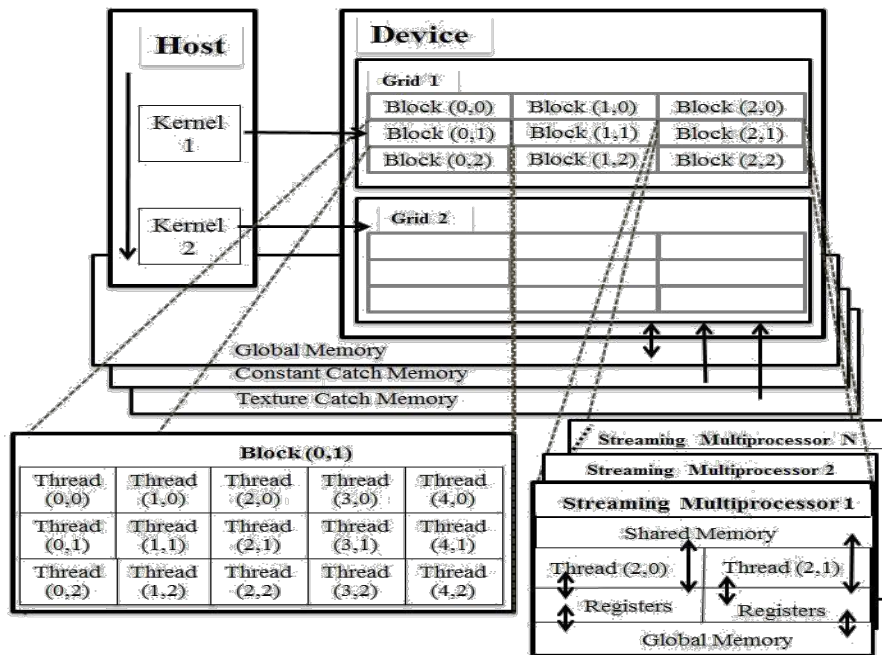 Host
Device
Kernel
1
Kernel
2
Grid 1
Block (0,0) Block (1,0) Block (2,0)
Block (0,1) Block (1,1) Block (2,1)
Block (0,2) Block (1,2) Block (2,2)
Grid 2
Global Memory
Constant Catch Memory
Texture Catch Memory
Block (0,1)
Thread Thread Thread Thread Thread
(0,0) (1,0) (2,0) (3,0) (4,0)
Thread Thread Thread Thread Thread
(0,1) (1,1) (2,1) (3,1) (4,1)
Thread Thread Thread Thread Thread
(0,2) (1,2) (2,2) (3,2) (4,2)
Streaming Multiprocessor N
Streaming Multiprocessor 2
Streaming Multiprocessor 1
Shared Memory
Thread (2,0) Thread (2,1)
Registers Registers
Global Memory